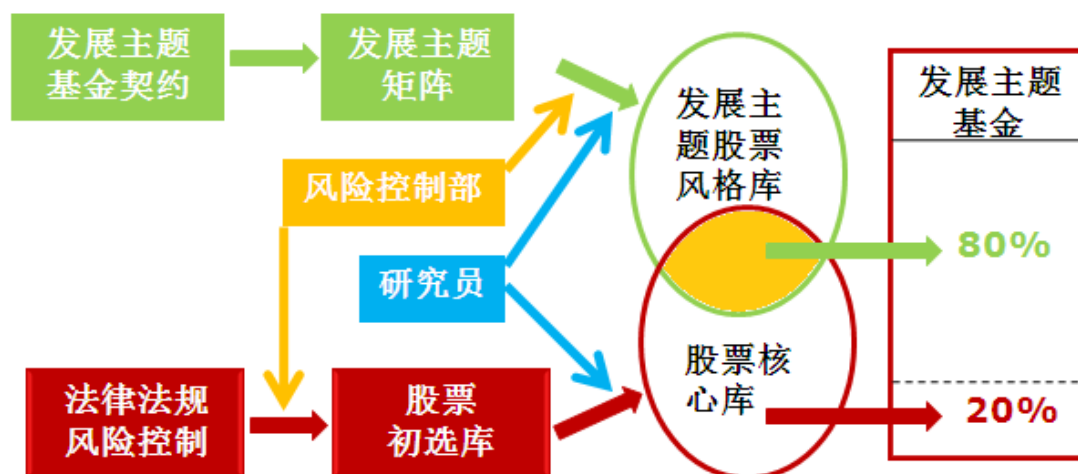 发展主题
基金契约
发展主题
矩阵
发展主
题股票
风格库
发展主题
基金
风险控制部
80%
研究员
法律法规
风险控制
股票
初选库
股票核
心库
20%